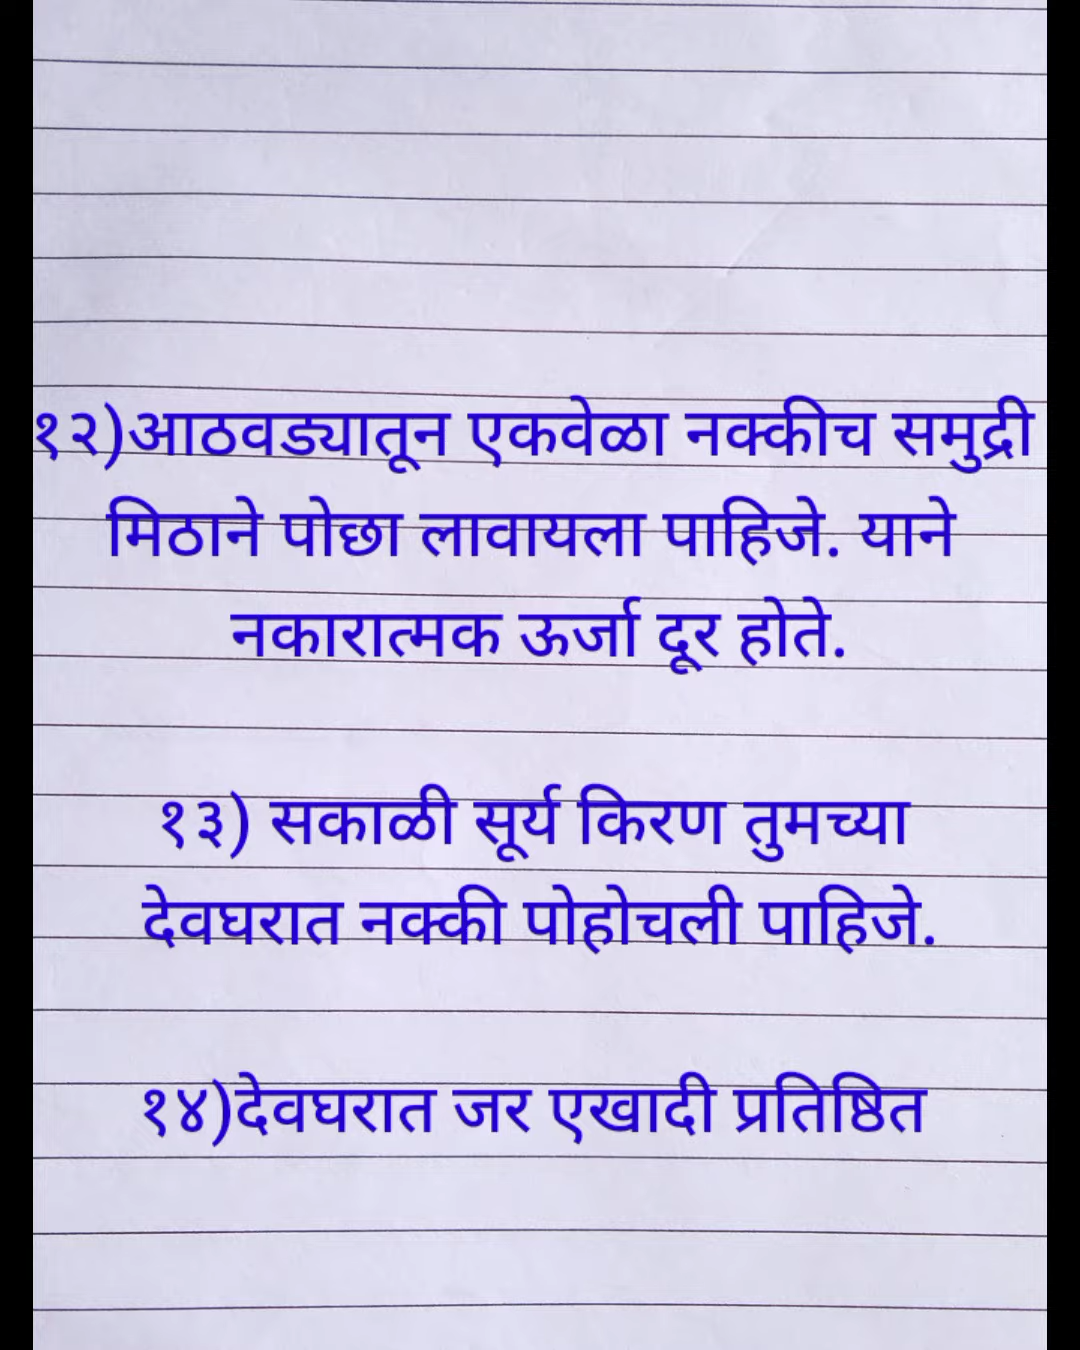 १२)आठवड्यातून एकवेळा नक्कीच समुद्री
मिठाने पोछा लावायला पाहिजे. याने
नकारात्मक ऊर्जा दूर होते.
१३) सकाळी सूर्य किरण तुमच्या
देवघरात नक्की पोहोचली पाहिजे.
१४)देवघरात जर एखादी प्रतिष्ठित